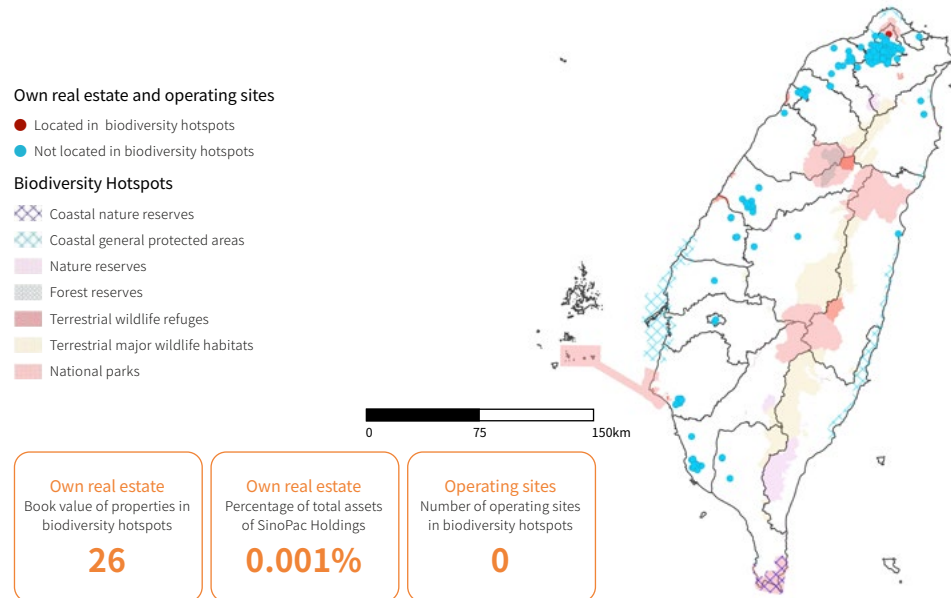 Own real estate and operating sites
Located in biodiversity hotspots
Not located in biodiversity hotspots
Biodiversity Hotspots
Coastal nature reserves
Coastal general protected areas
Nature reserves
Forest reserves
Terrestrial wildlife refuges
Terrestrial major wildlife habitats
National parks
0 75 150km
Own real estate
Book value of properties in
biodiversity hotspots
26
Own real estate
Percentage of total assets
of SinoPac Holdings
0.001%
Operating sites
Number of operating sites
in biodiversity hotspots
0